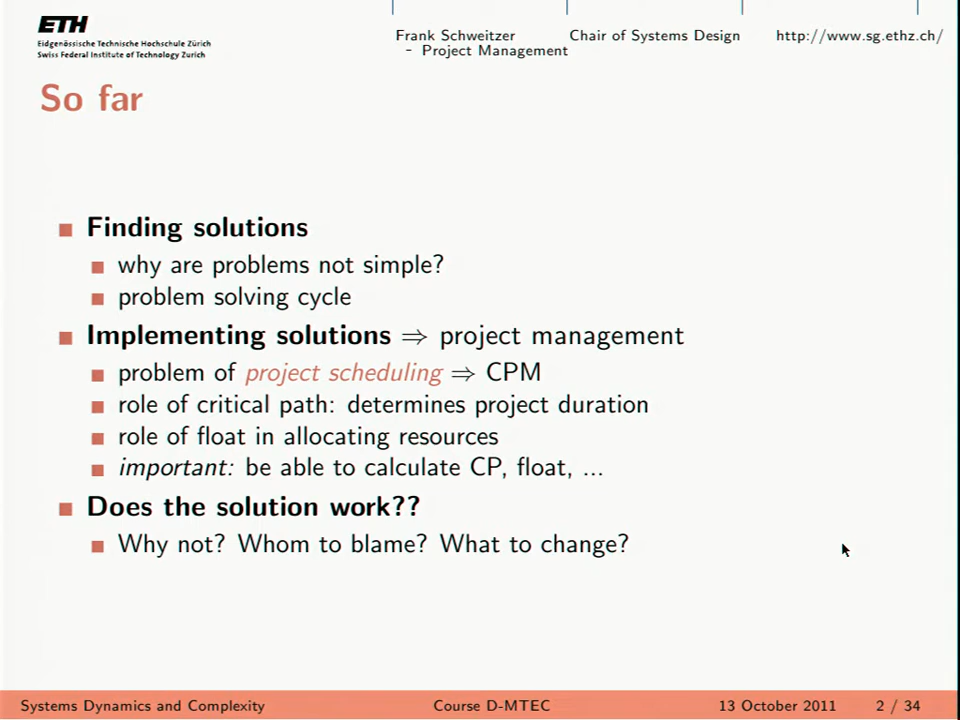 ETH
Eidgenössische Technische Hochschule Zürich
Swiss Federal Institute of Technology Zurich
Frank Schweitzer
- Project Management
Chair of Systems Design
http://www.sg.ethz.ch/
So far
Finding solutions
why are problems not simple?
problem solving cycle
Implementing solutions ⇒ project management
problem of project scheduling ⇒ CPM
role of critical path: determines project duration
role of float in allocating resources
important: be able to calculate CP, float, ...
Does the solution work??
Why not? Whom to blame? What to change?
Systems Dynamics and Complexity
Course D-MTEC
13 October 2011
2 / 34